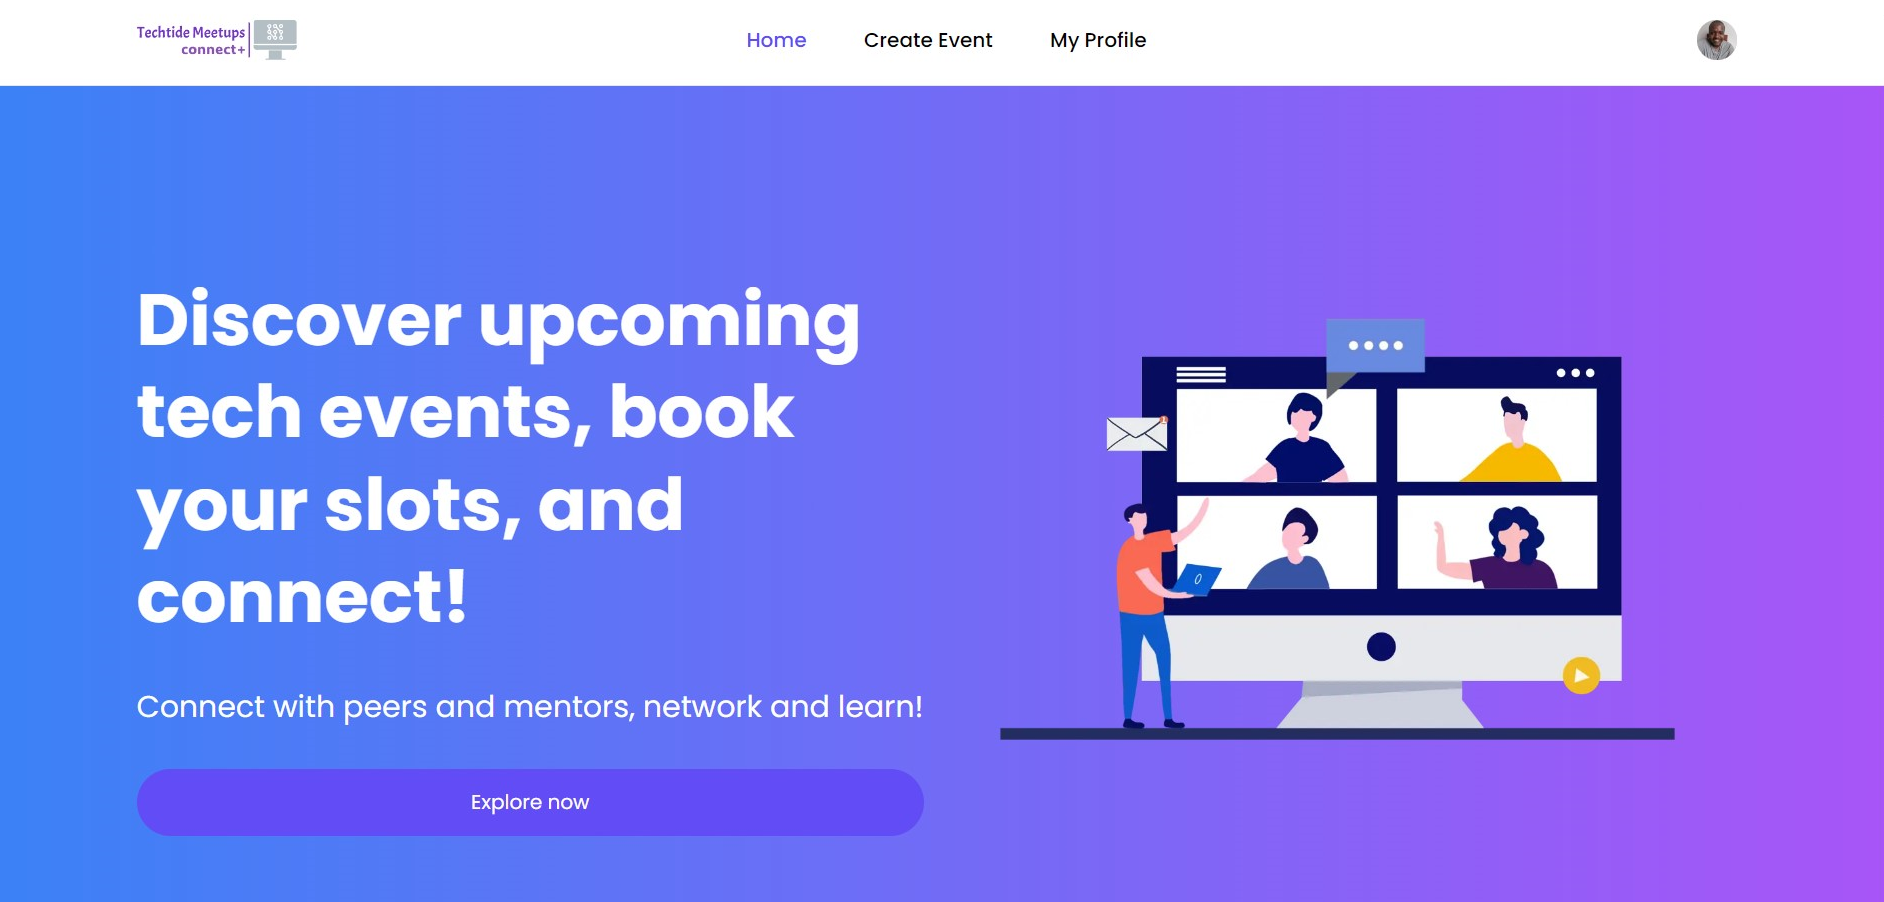 Techtide Meetups
connect+
Home
Create Event
My Profile
Discover upcoming
tech events, book
your slots, and
connect!
Connect with peers and mentors, network and learn!
Explore now